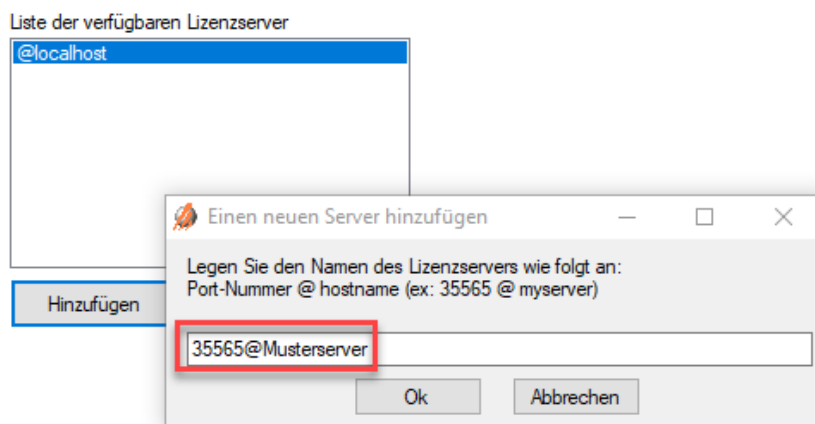 Liste der verfügbaren Lizenzserver
@localhost
Einen neuen Server hinzufügen
Legen Sie den Namen des Lizenzservers wie folgt an:
Port-Nummer @ hostname (ex: 35565 @ myserver)
Hinzufügen
35565@Musterserver
Ok Abbrechen